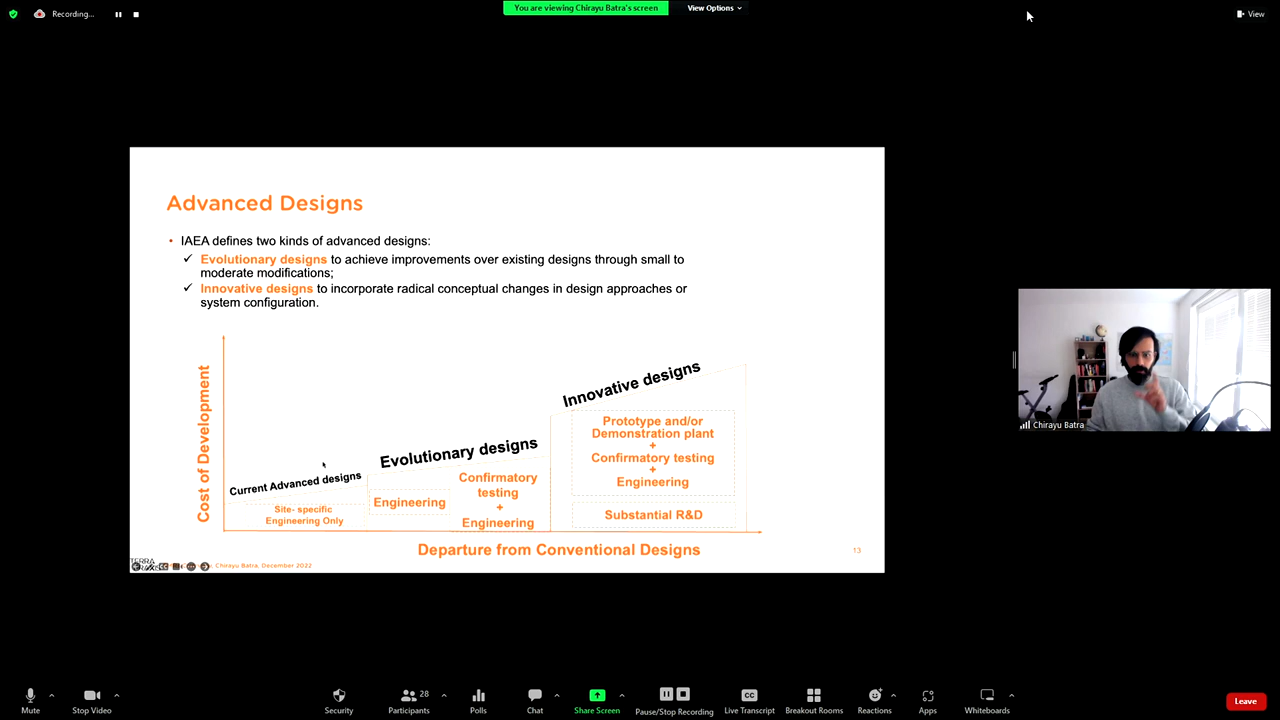 Recording...
You are viewing Chirayu Batra's screen
View Options
View
Advanced Designs
• IAEA defines two kinds of advanced designs:
✓ Evolutionary designs to achieve improvements over existing designs through small to
moderate modifications;
✓ Innovative designs to incorporate radical conceptual changes in design approaches or
system configuration.
Cost of Development
Current Advanced designs
Site- specific
Engineering Only
Evolutionary designs
Engineering
Confirmatory
testing
+
Engineering
Innovative designs
Prototype and/or
Demonstration plant
+
Confirmatory testing
+
Engineering
Substantial R&D
Departure from Conventional Designs
13
TERRA
Chirayu Batra, December 2022
Chirayu Batra
Mute
Stop Video
Security
28
Participants
Polls
Chat
Share Screen
Pause/Stop Recording
CC
Live Transcript
Breakout Rooms
Reactions
Apps
Whiteboards
Leave